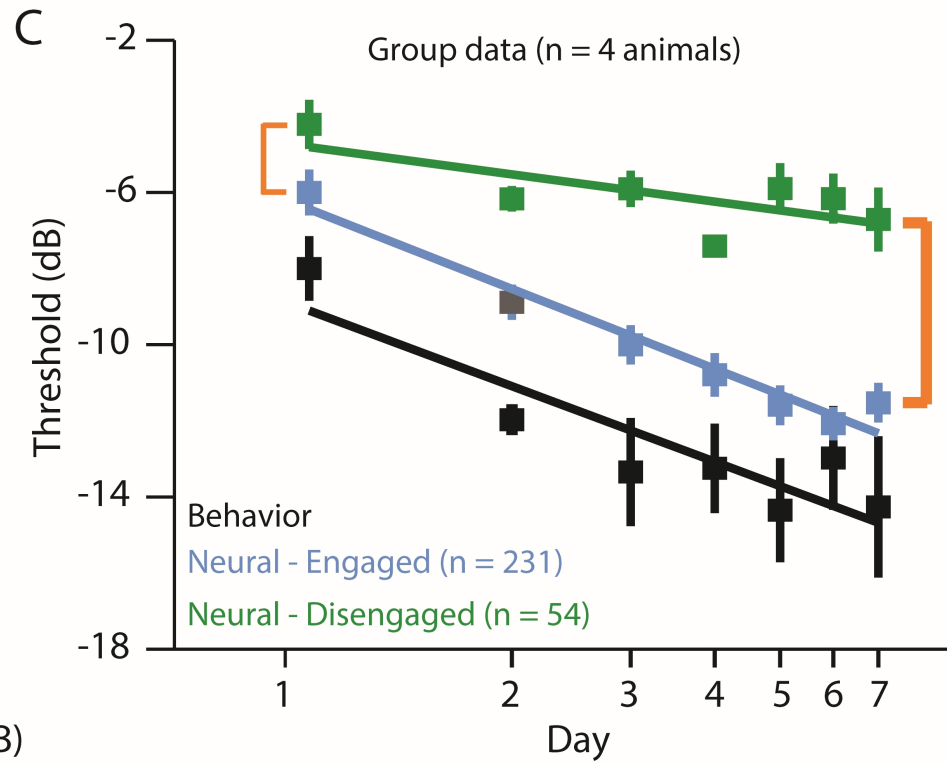 C
Group data (n = 4 animals)
-2
-6
-10
-14
-18
Threshold (dB)
Behavior
Neural - Engaged (n = 231)
Neural - Disengaged (n = 54)
1 2 3 4 5 6 7
Day